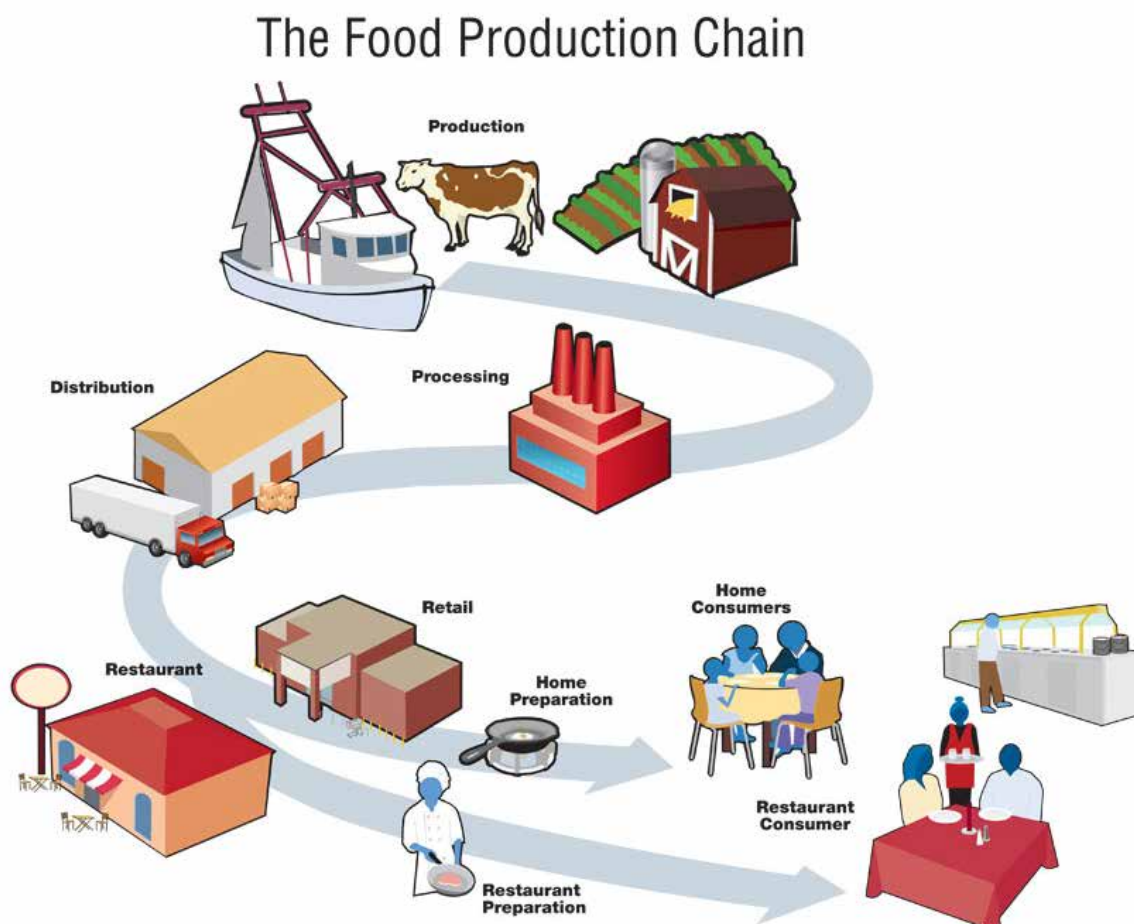 The Food Production Chain
Production
Processing
Distribution
Retail
Home
Consumers
Restaurant
Home
Preparation
Restaurant
Consumer
Restaurant
Preparation